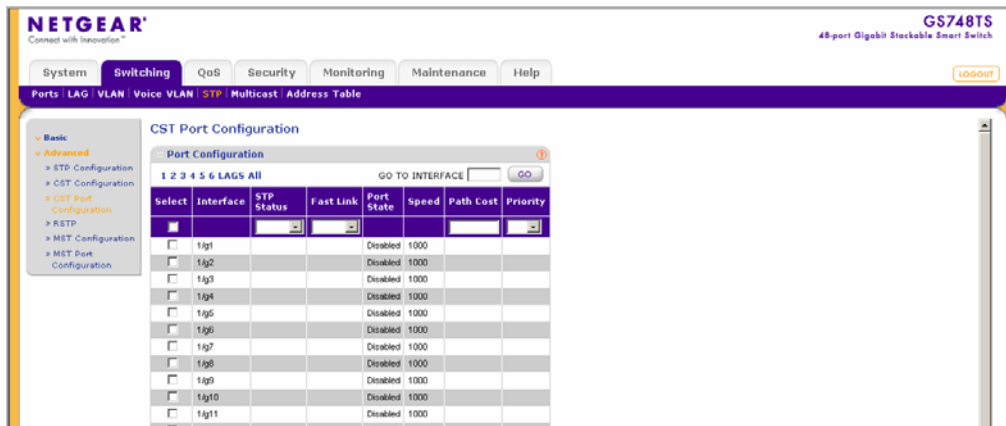 NETGEAR
Connect with Innovation™
GS748TS
48-port Gigabit Stackable Smart Switch
System Switching QoS Security Monitoring Maintenance Help
LOGOUT
Ports LAG VLAN Voice VLAN STP Multicast Address Table
Basic
Advanced
» STP Configuration
» CST Configuration
» CST Port
Configuration
» RSTP
» MST Configuration
» MST Port
Configuration
CST Port Configuration
Port Configuration ?
1 2 3 4 5 6 LAGS All GO TO INTERFACE GO
Select Interface STP Status Fast Link Port State Speed Path Cost Priority
1/g1 Disabled 1000
1/g2 Disabled 1000
1/g3 Disabled 1000
1/g4 Disabled 1000
1/g5 Disabled 1000
1/g6 Disabled 1000
1/g7 Disabled 1000
1/g8 Disabled 1000
1/g9 Disabled 1000
1/g10 Disabled 1000
1/g11 Disabled 1000